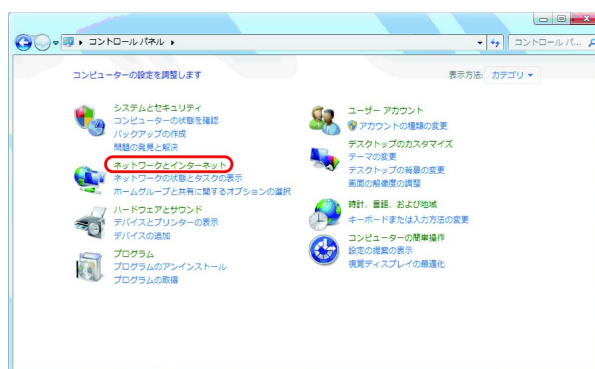 コントロール パネル
コントロール パ...
コンピューターの設定を調整します
表示方法: カテゴリ
システムとセキュリティ
コンピューターの状態を確認
バックアップの作成
問題の発見と解決
ネットワークとインターネット
ネットワークの状態とタスクの表示
ホームグループと共有に関するオプションの選択
ハードウェアとサウンド
デバイスとプリンターの表示
デバイスの追加
プログラム
プログラムのアンインストール
プログラムの取得
ユーザー アカウント
アカウントの種類の変更
デスクトップのカスタマイズ
テーマの変更
デスクトップの背景の変更
画面の解像度の調整
時計、言語、および地域
キーボードまたは入力方法の変更
コンピューターの簡単操作
設定の提案の表示
視覚ディスプレイの最適化